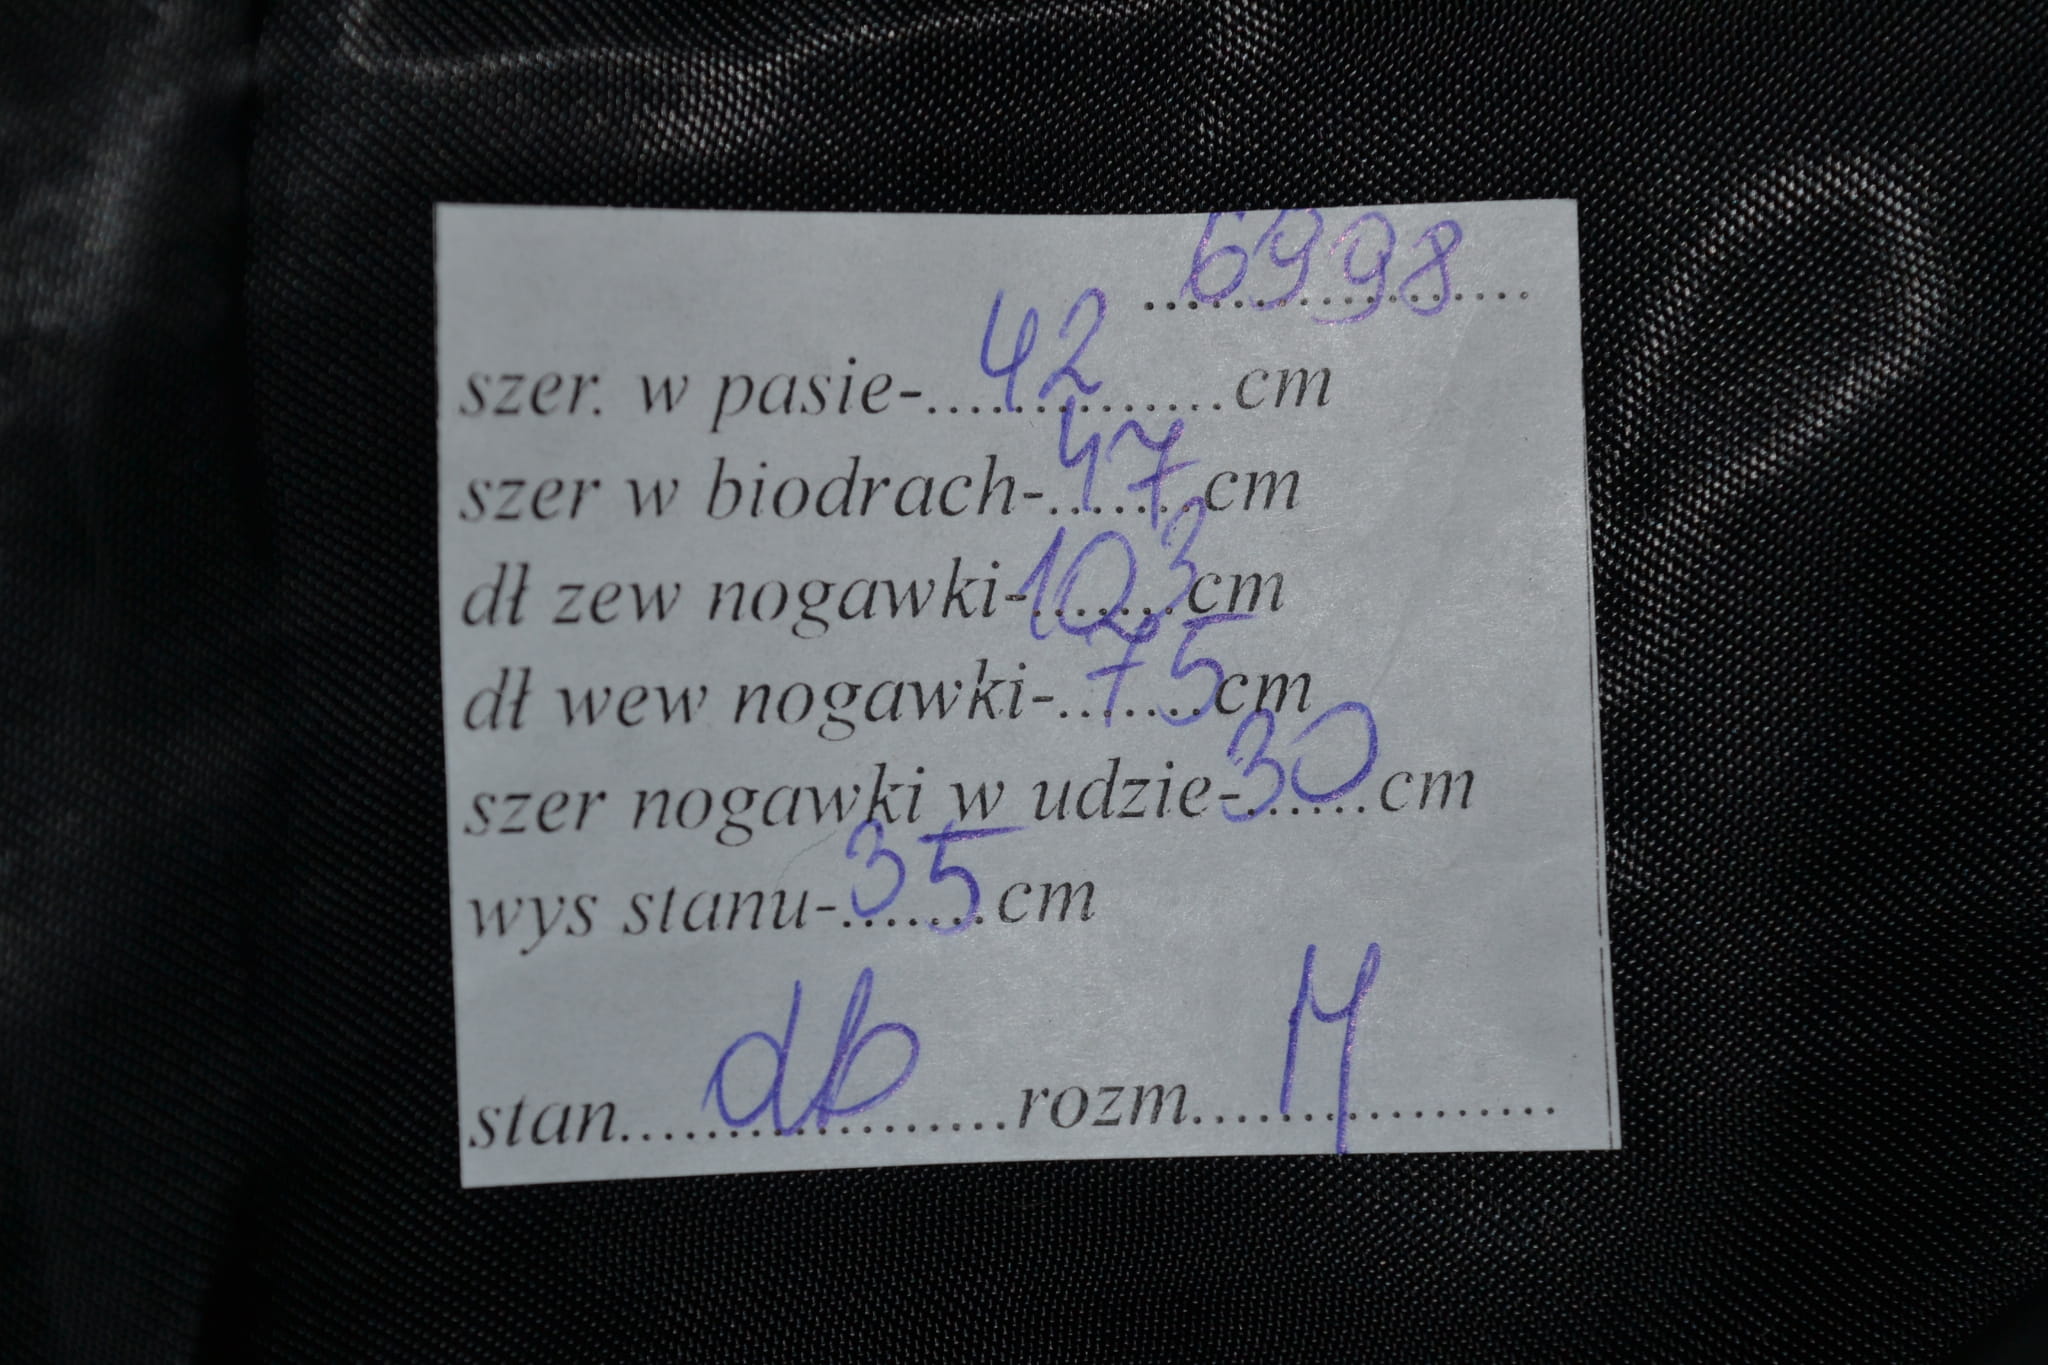 6998
szer. w pasie-42cm
szer w biodrach-47cm
dł zew nogawki-103cm
dł wew nogawki-75cm
szer nogawki w udzie-30cm
wys stanu-35cm
stan....db....rozm....M....